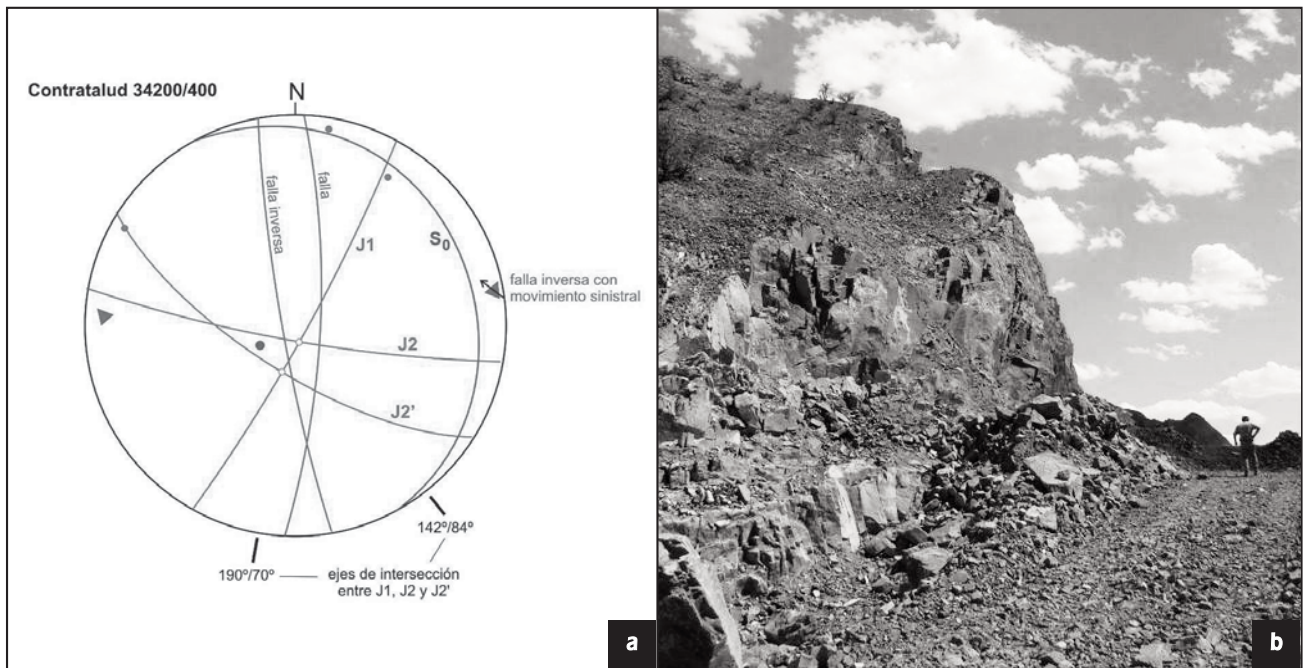 Contratalud 34200/400
N
falla inversa
falla
J1
S0
falla inversa con
movimiento sinistral
J2
J2'
142º/84º
190º/70º
ejes de intersección
entre J1, J2 y J2'
a
b